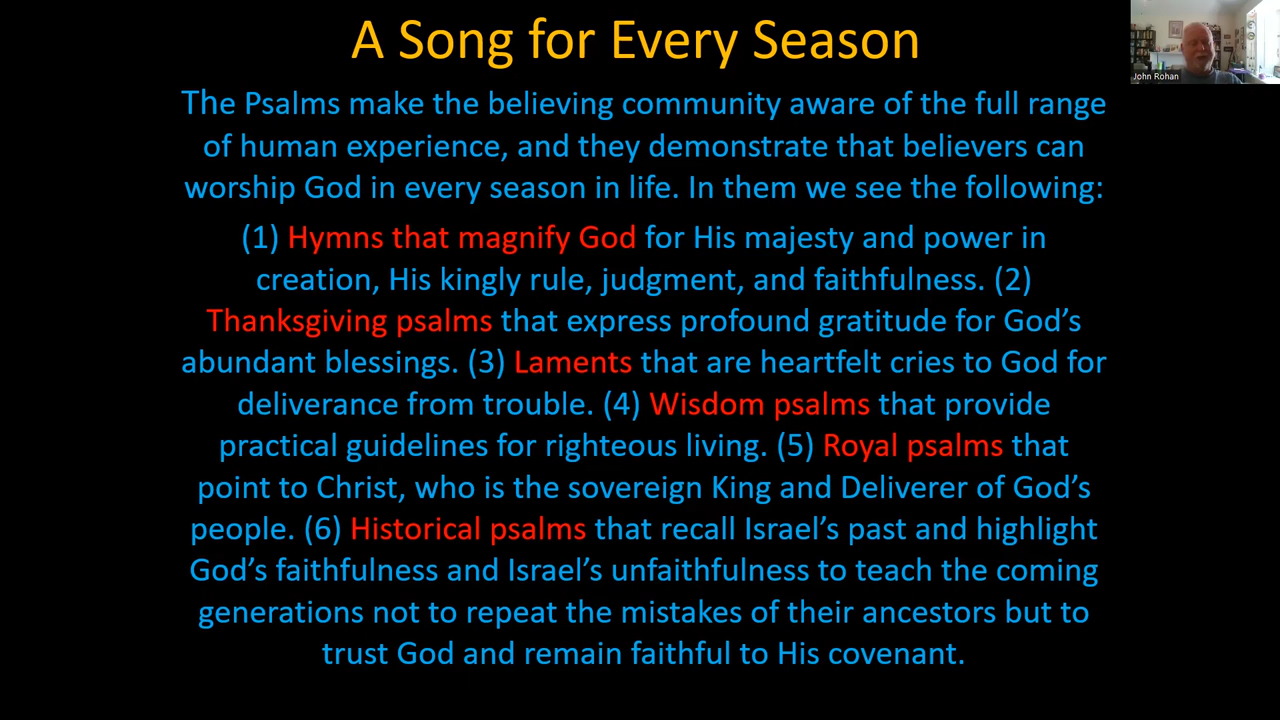 A Song for Every Season
John Rohan
The Psalms make the believing community aware of the full range
of human experience, and they demonstrate that believers can
worship God in every season in life. In them we see the following:
(1) Hymns that magnify God for His majesty and power in
creation, His kingly rule, judgment, and faithfulness. (2)
Thanksgiving psalms that express profound gratitude for God’s
abundant blessings. (3) Laments that are heartfelt cries to God for
deliverance from trouble. (4) Wisdom psalms that provide
practical guidelines for righteous living. (5) Royal psalms that
point to Christ, who is the sovereign King and Deliverer of God’s
people. (6) Historical psalms that recall Israel’s past and highlight
God’s faithfulness and Israel’s unfaithfulness to teach the coming
generations not to repeat the mistakes of their ancestors but to
trust God and remain faithful to His covenant.